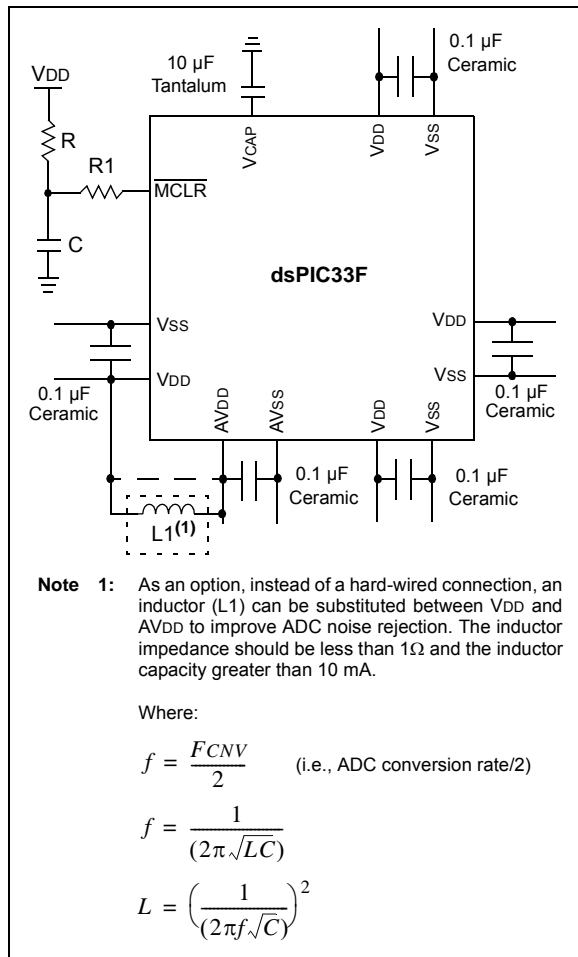 10 µF
Tantalum
0.1 µF
Ceramic
VDD
R
R1
C
MCLR
VCAP
VDD
VSS
dsPIC33F
VSS
VDD
VDD
VSS
0.1 µF
Ceramic
0.1 µF
Ceramic
AVDD
AVSS
VDD
VSS
0.1 µF
Ceramic
0.1 µF
Ceramic
L1(1)
Note 1: As an option, instead of a hard-wired connection, an
inductor (L1) can be substituted between VDD and
AVDD to improve ADC noise rejection. The inductor
impedance should be less than 1Ω and the inductor
capacity greater than 10 mA.
Where:
f = FCNV / 2 (i.e., ADC conversion rate/2)
f = 1 / (2π√LC)
L = (1 / (2πf√C))²